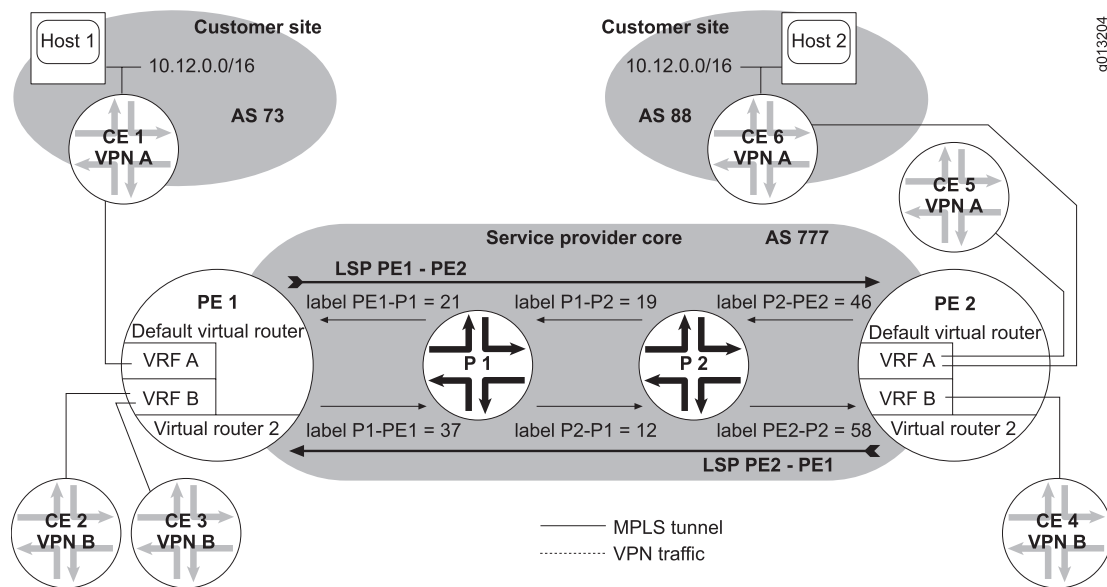 Host 1
Customer site
10.12.0.0/16
AS 73
CE 1
VPN A
Customer site
Host 2
10.12.0.0/16
AS 88
CE 6
VPN A
g013204
CE 5
VPN A
Service provider core
AS 777
LSP PE1 - PE2
PE 1
label PE1-P1 = 21
label P1-P2 = 19
label P2-PE2 = 46
PE 2
Default virtual router
Default virtual router
VRF A
P 1
P 2
VRF A
VRF B
VRF B
Virtual router 2
label P1-PE1 = 37
label P2-P1 = 12
label PE2-P2 = 58
Virtual router 2
LSP PE2 - PE1
CE 2
VPN B
CE 3
VPN B
MPLS tunnel
VPN traffic
CE 4
VPN B